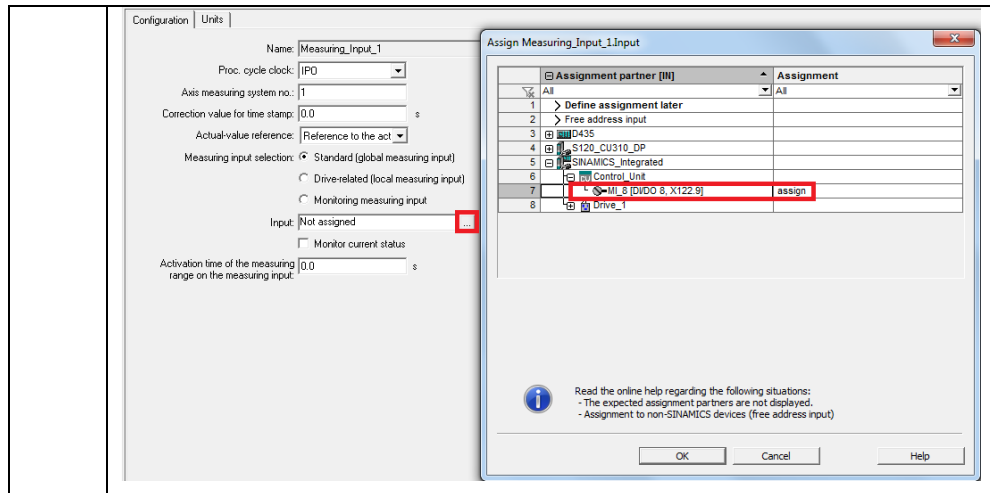 Configuration Units
Name: Measuring_Input_1
Proc. cycle clock: IPO
Axis measuring system no.: 1
Correction value for time stamp: 0.0 s
Actual-value reference: Reference to the act
Measuring input selection: Standard (global measuring input)
Drive-related (local measuring input)
Monitoring measuring input
Input: Not assigned ...
Monitor current status
Activation time of the measuring
range on the measuring input: 0.0 s
Assign Measuring_Input_1.Input
Assignment partner [IN] Assignment
All All
1 Define assignment later
2 Free address input
3 D435
4 S120_CU310_DP
5 SINAMICS_Integrated
6 Control_Unit
7 MI_8 [DI/DO 8, X122.9] assign
8 Drive_1
Read the online help regarding the following situations:
- The expected assignment partners are not displayed.
- Assignment to non-SINAMICS devices (free address input)
OK Cancel Help